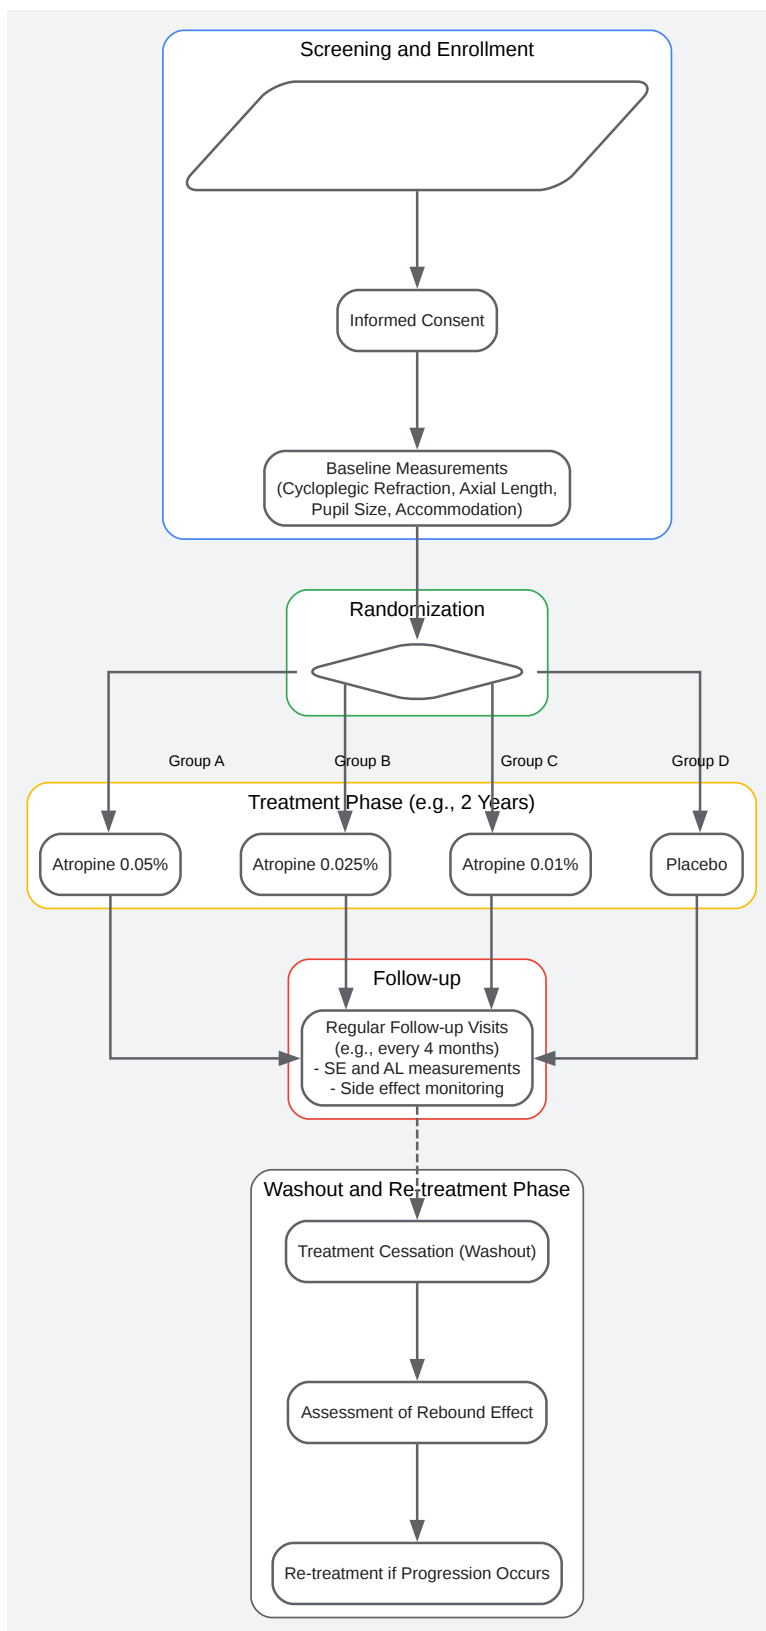 Screening and Enrollment
Informed Consent
Baseline Measurements
(Cycloplegic Refraction, Axial Length,
Pupil Size, Accommodation)
Randomization
Group A
Group B
Group C
Group D
Treatment Phase (e.g., 2 Years)
Atropine 0.05%
Atropine 0.025%
Atropine 0.01%
Placebo
Follow-up
Regular Follow-up Visits
(e.g., every 4 months)
- SE and AL measurements
- Side effect monitoring
Washout and Re-treatment Phase
Treatment Cessation (Washout)
Assessment of Rebound Effect
Re-treatment if Progression Occurs